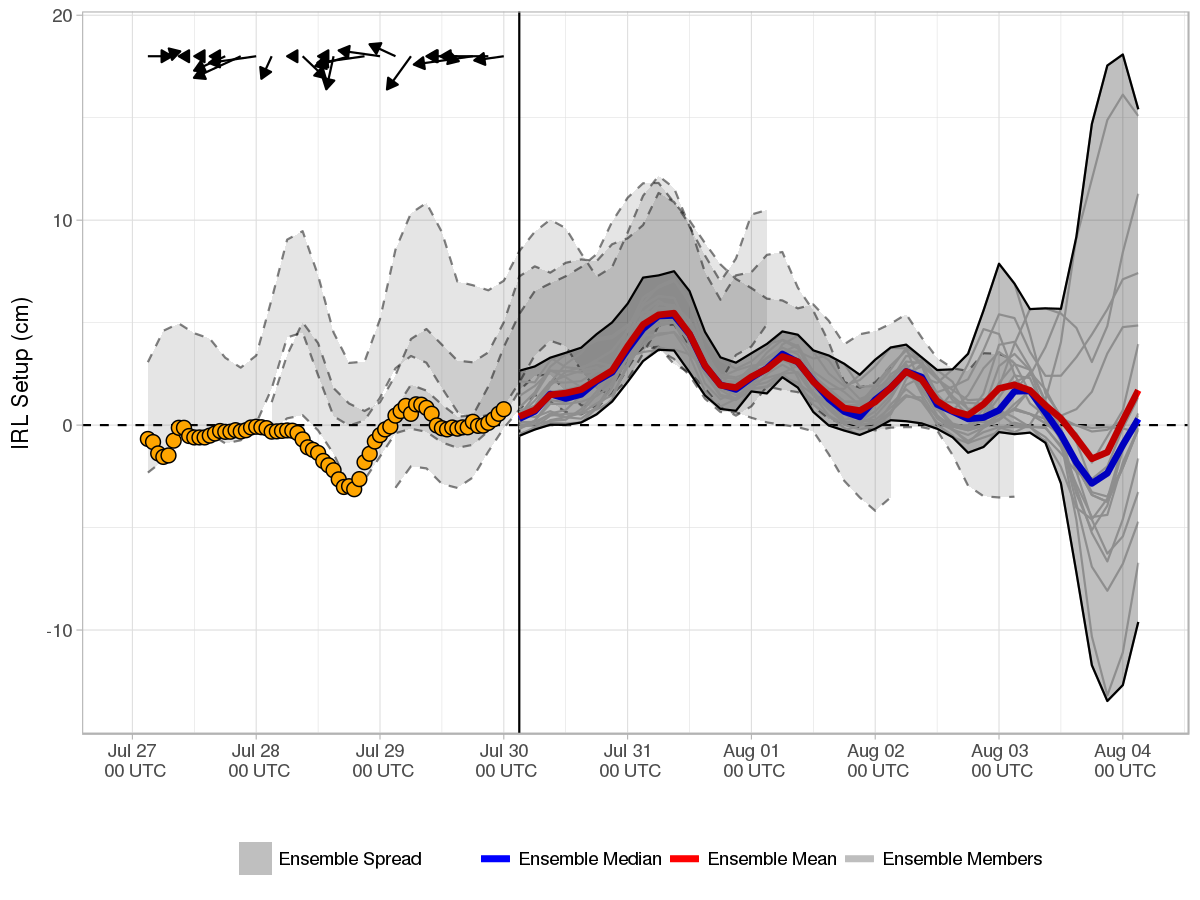 20
10
0
-10
IRL Setup (cm)
Jul 27 Jul 28 Jul 29 Jul 30 Jul 31 Aug 01 Aug 02 Aug 03 Aug 04
00 UTC 00 UTC 00 UTC 00 UTC 00 UTC 00 UTC 00 UTC 00 UTC 00 UTC
Ensemble Spread Ensemble Median Ensemble Mean Ensemble Members